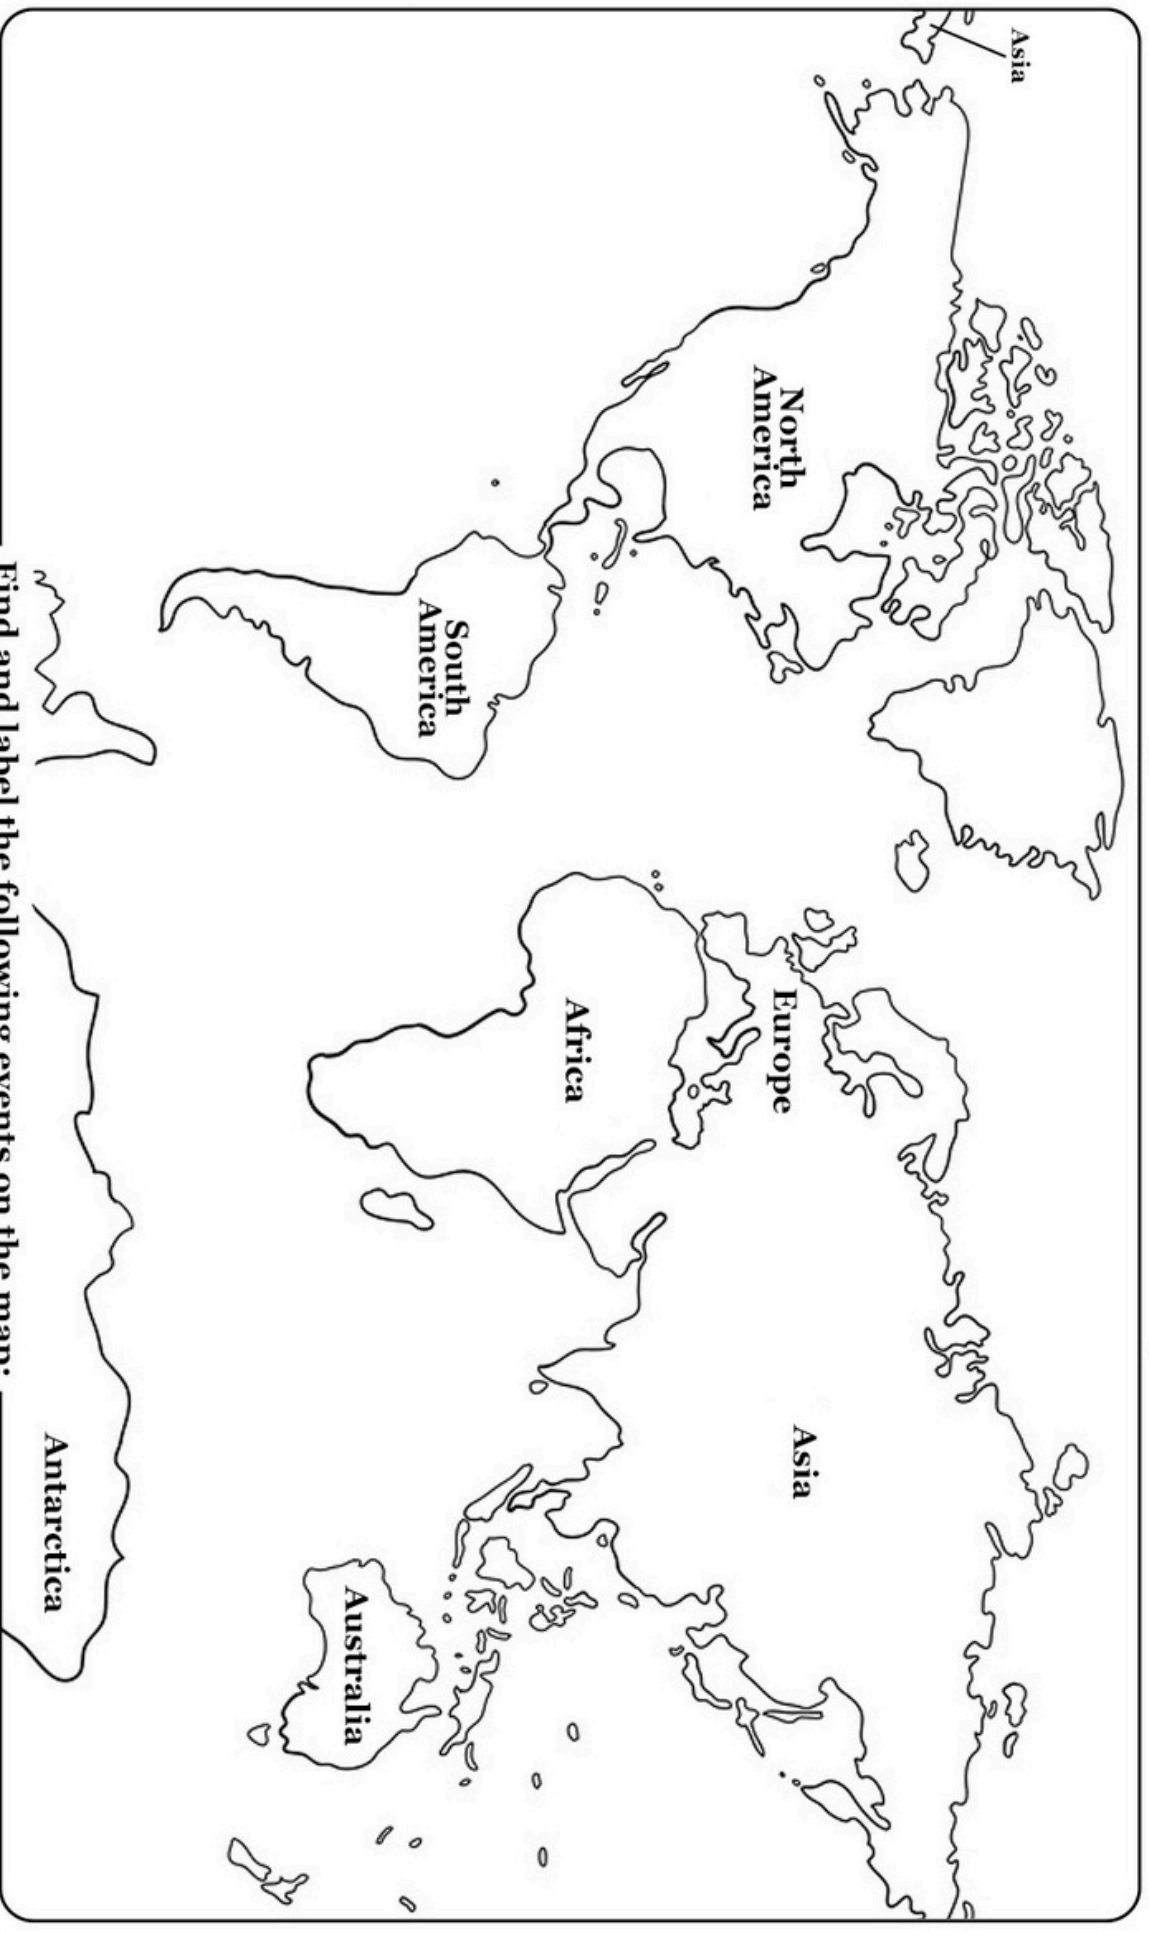 Asia
North
America
Europe
Asia
Africa
South
America
Australia
Antarctica
Find and label the following events on the map: